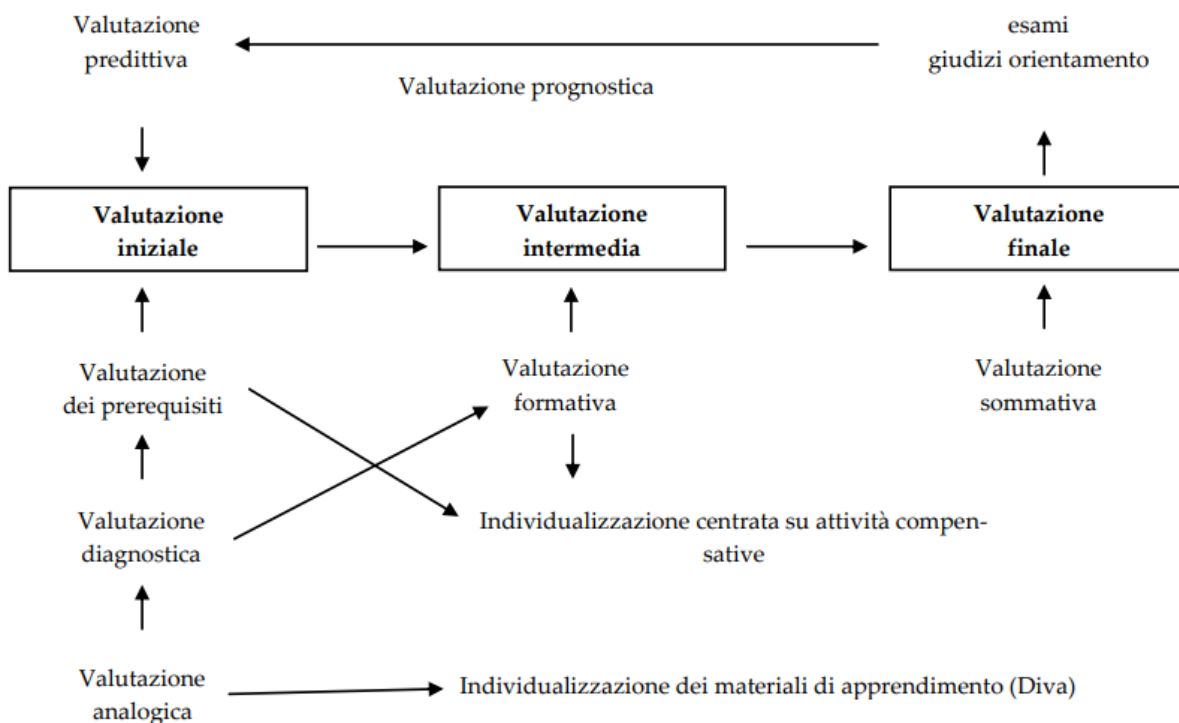 Valutazione
predittiva
esami
giudizi orientamento
Valutazione prognostica
Valutazione
iniziale
Valutazione
intermedia
Valutazione
finale
Valutazione
dei prerequisiti
Valutazione
formativa
Valutazione
sommativa
Valutazione
diagnostica
Individualizzazione centrata su attività compen-
sative
Valutazione
analogica
Individualizzazione dei materiali di apprendimento (Diva)